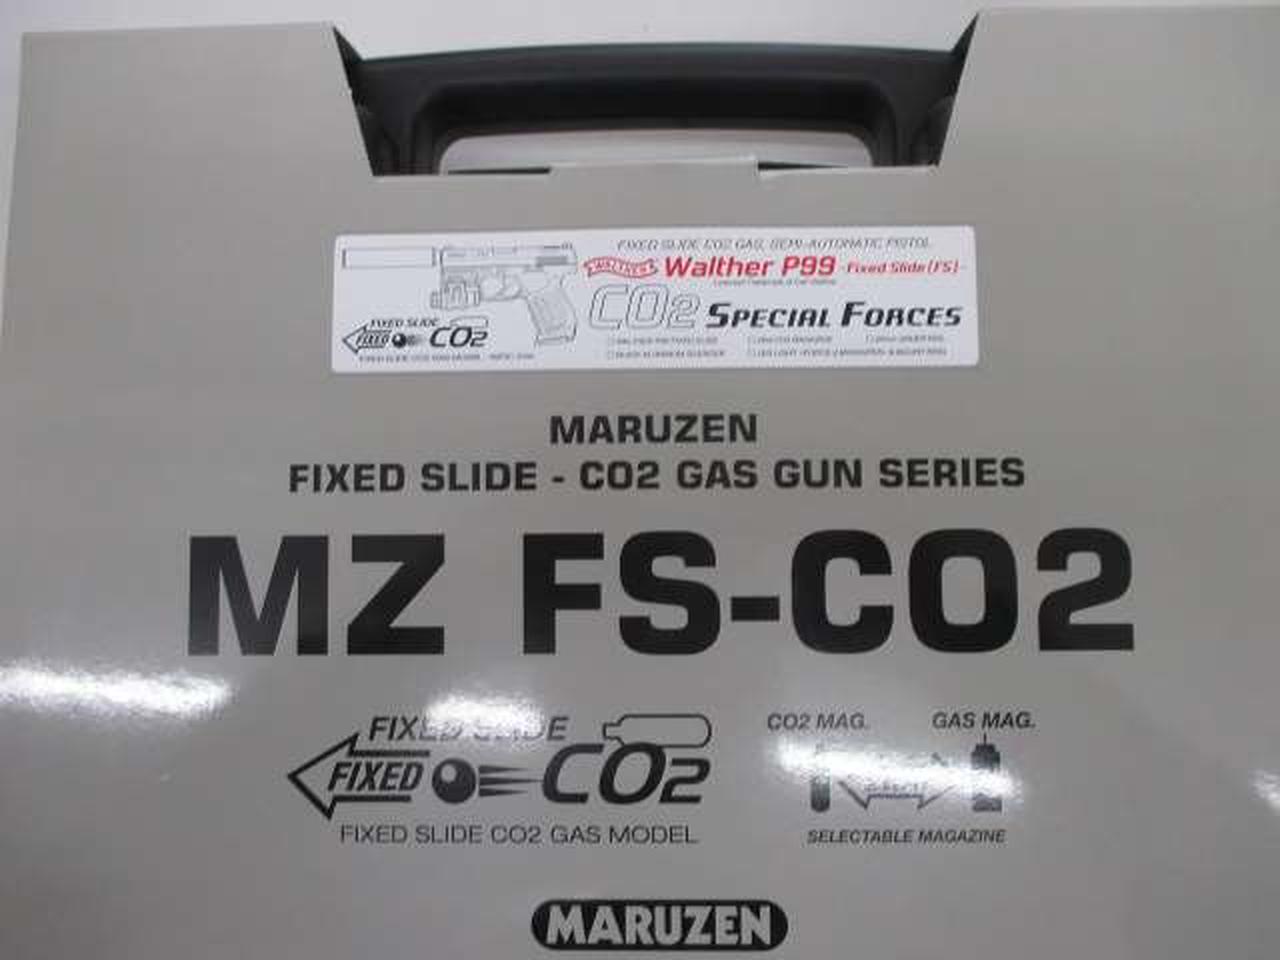 FIXED SLIDE CO2 GAS, SEMI-AUTOMATIC PISTOL
WALTHER Walther P99 -Fixed Slide(FS)-
CO2 SPECIAL FORCES
FIXED SLIDE
FIXED CO2
MARUZEN
FIXED SLIDE - CO2 GAS GUN SERIES
MZ FS-CO2
FIXED SLIDE
FIXED CO2
FIXED SLIDE CO2 GAS MODEL
CO2 MAG. GAS MAG.
SELECTABLE MAGAZINE
MARUZEN